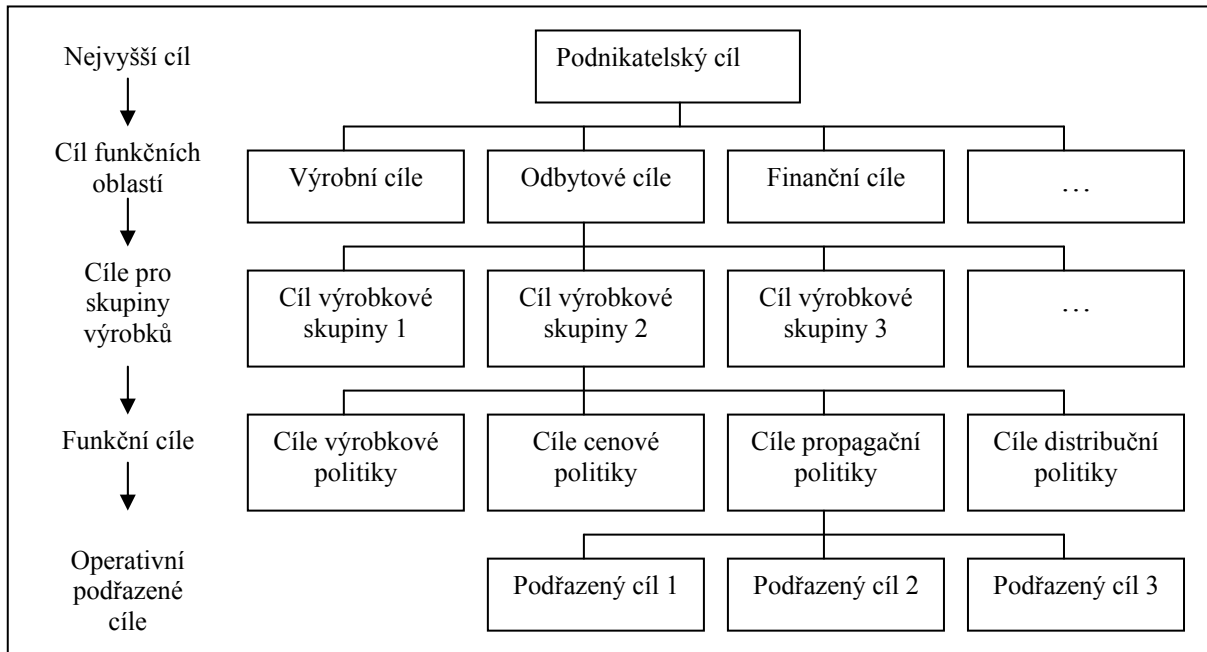 Nejvyšší cíl
Podnikatelský cíl
Cíl funkčních
oblastí
Výrobní cíle
Odbytové cíle
Finanční cíle
…
Cíle pro
skupiny
výrobků
Cíl výrobkové
skupiny 1
Cíl výrobkové
skupiny 2
Cíl výrobkové
skupiny 3
…
Funkční cíle
Cíle výrobkové
politiky
Cíle cenové
politiky
Cíle propagační
politiky
Cíle distribuční
politiky
Operativní
podřazené
cíle
Podřazený cíl 1
Podřazený cíl 2
Podřazený cíl 3